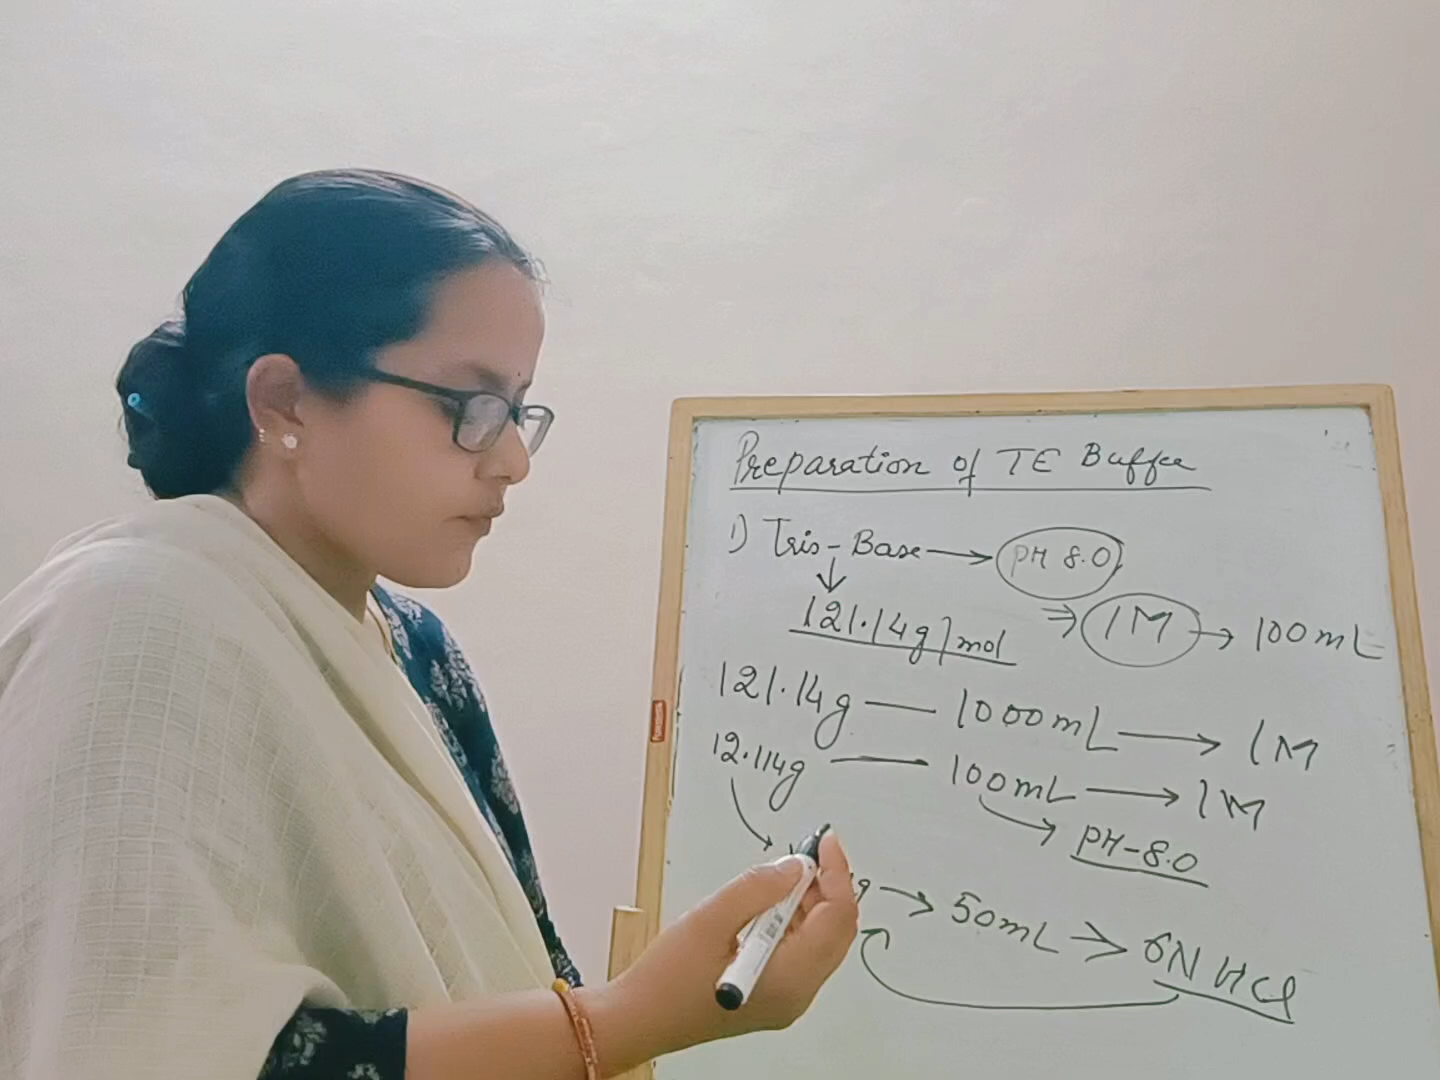 Preparation of TE Buffer
1) Tris-Base → pH 8.0
121.14g/mol ⇒ 1M → 100mL
121.14g — 1000mL → 1M
12.114g — 100mL → 1M
pH-8.0
g → 50mL → 6N HCl